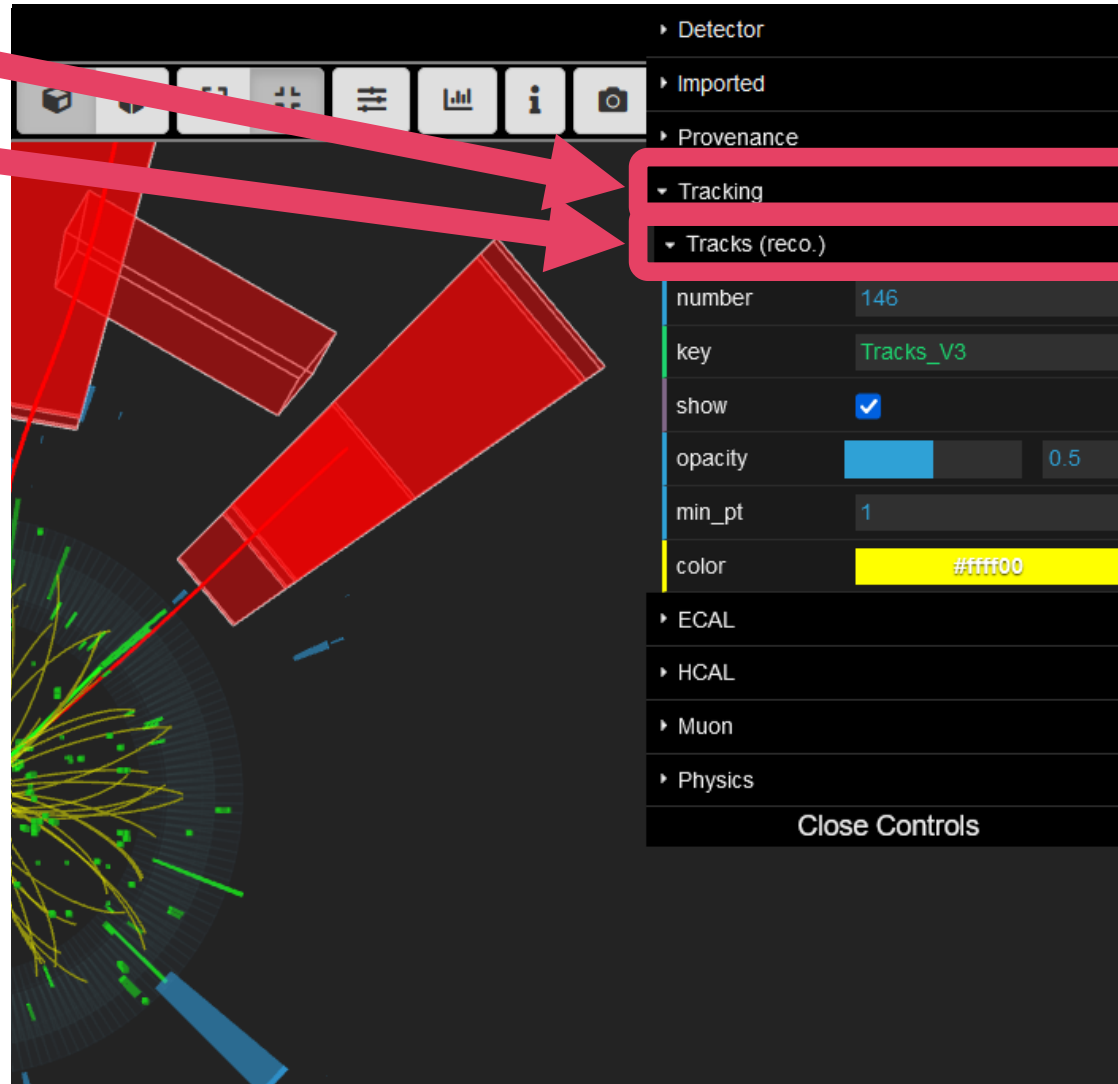 Detector
Imported
Provenance
Tracking
Tracks (reco.)
number 146
key Tracks_V3
show
opacity 0.5
min_pt 1
color #ffff00
ECAL
HCAL
Muon
Physics
Close Controls